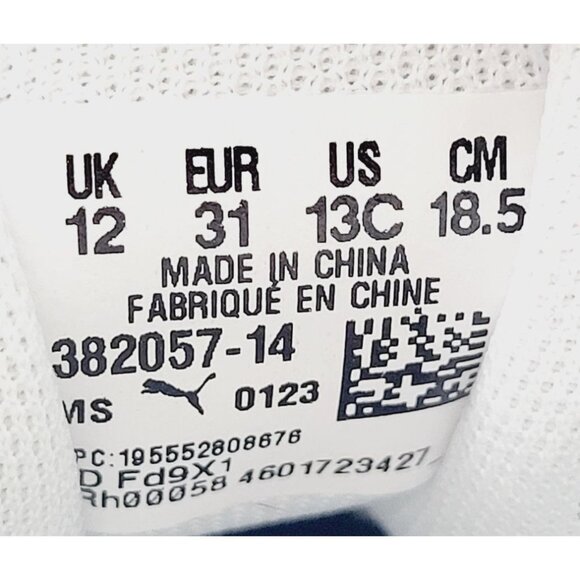 UK EUR US CM
12 31 13C 18.5
MADE IN CHINA
FABRIQUÉ EN CHINE
382057-14
MS 0123
PC:195552808676
D Fd9X1
Rh00058 4601723427